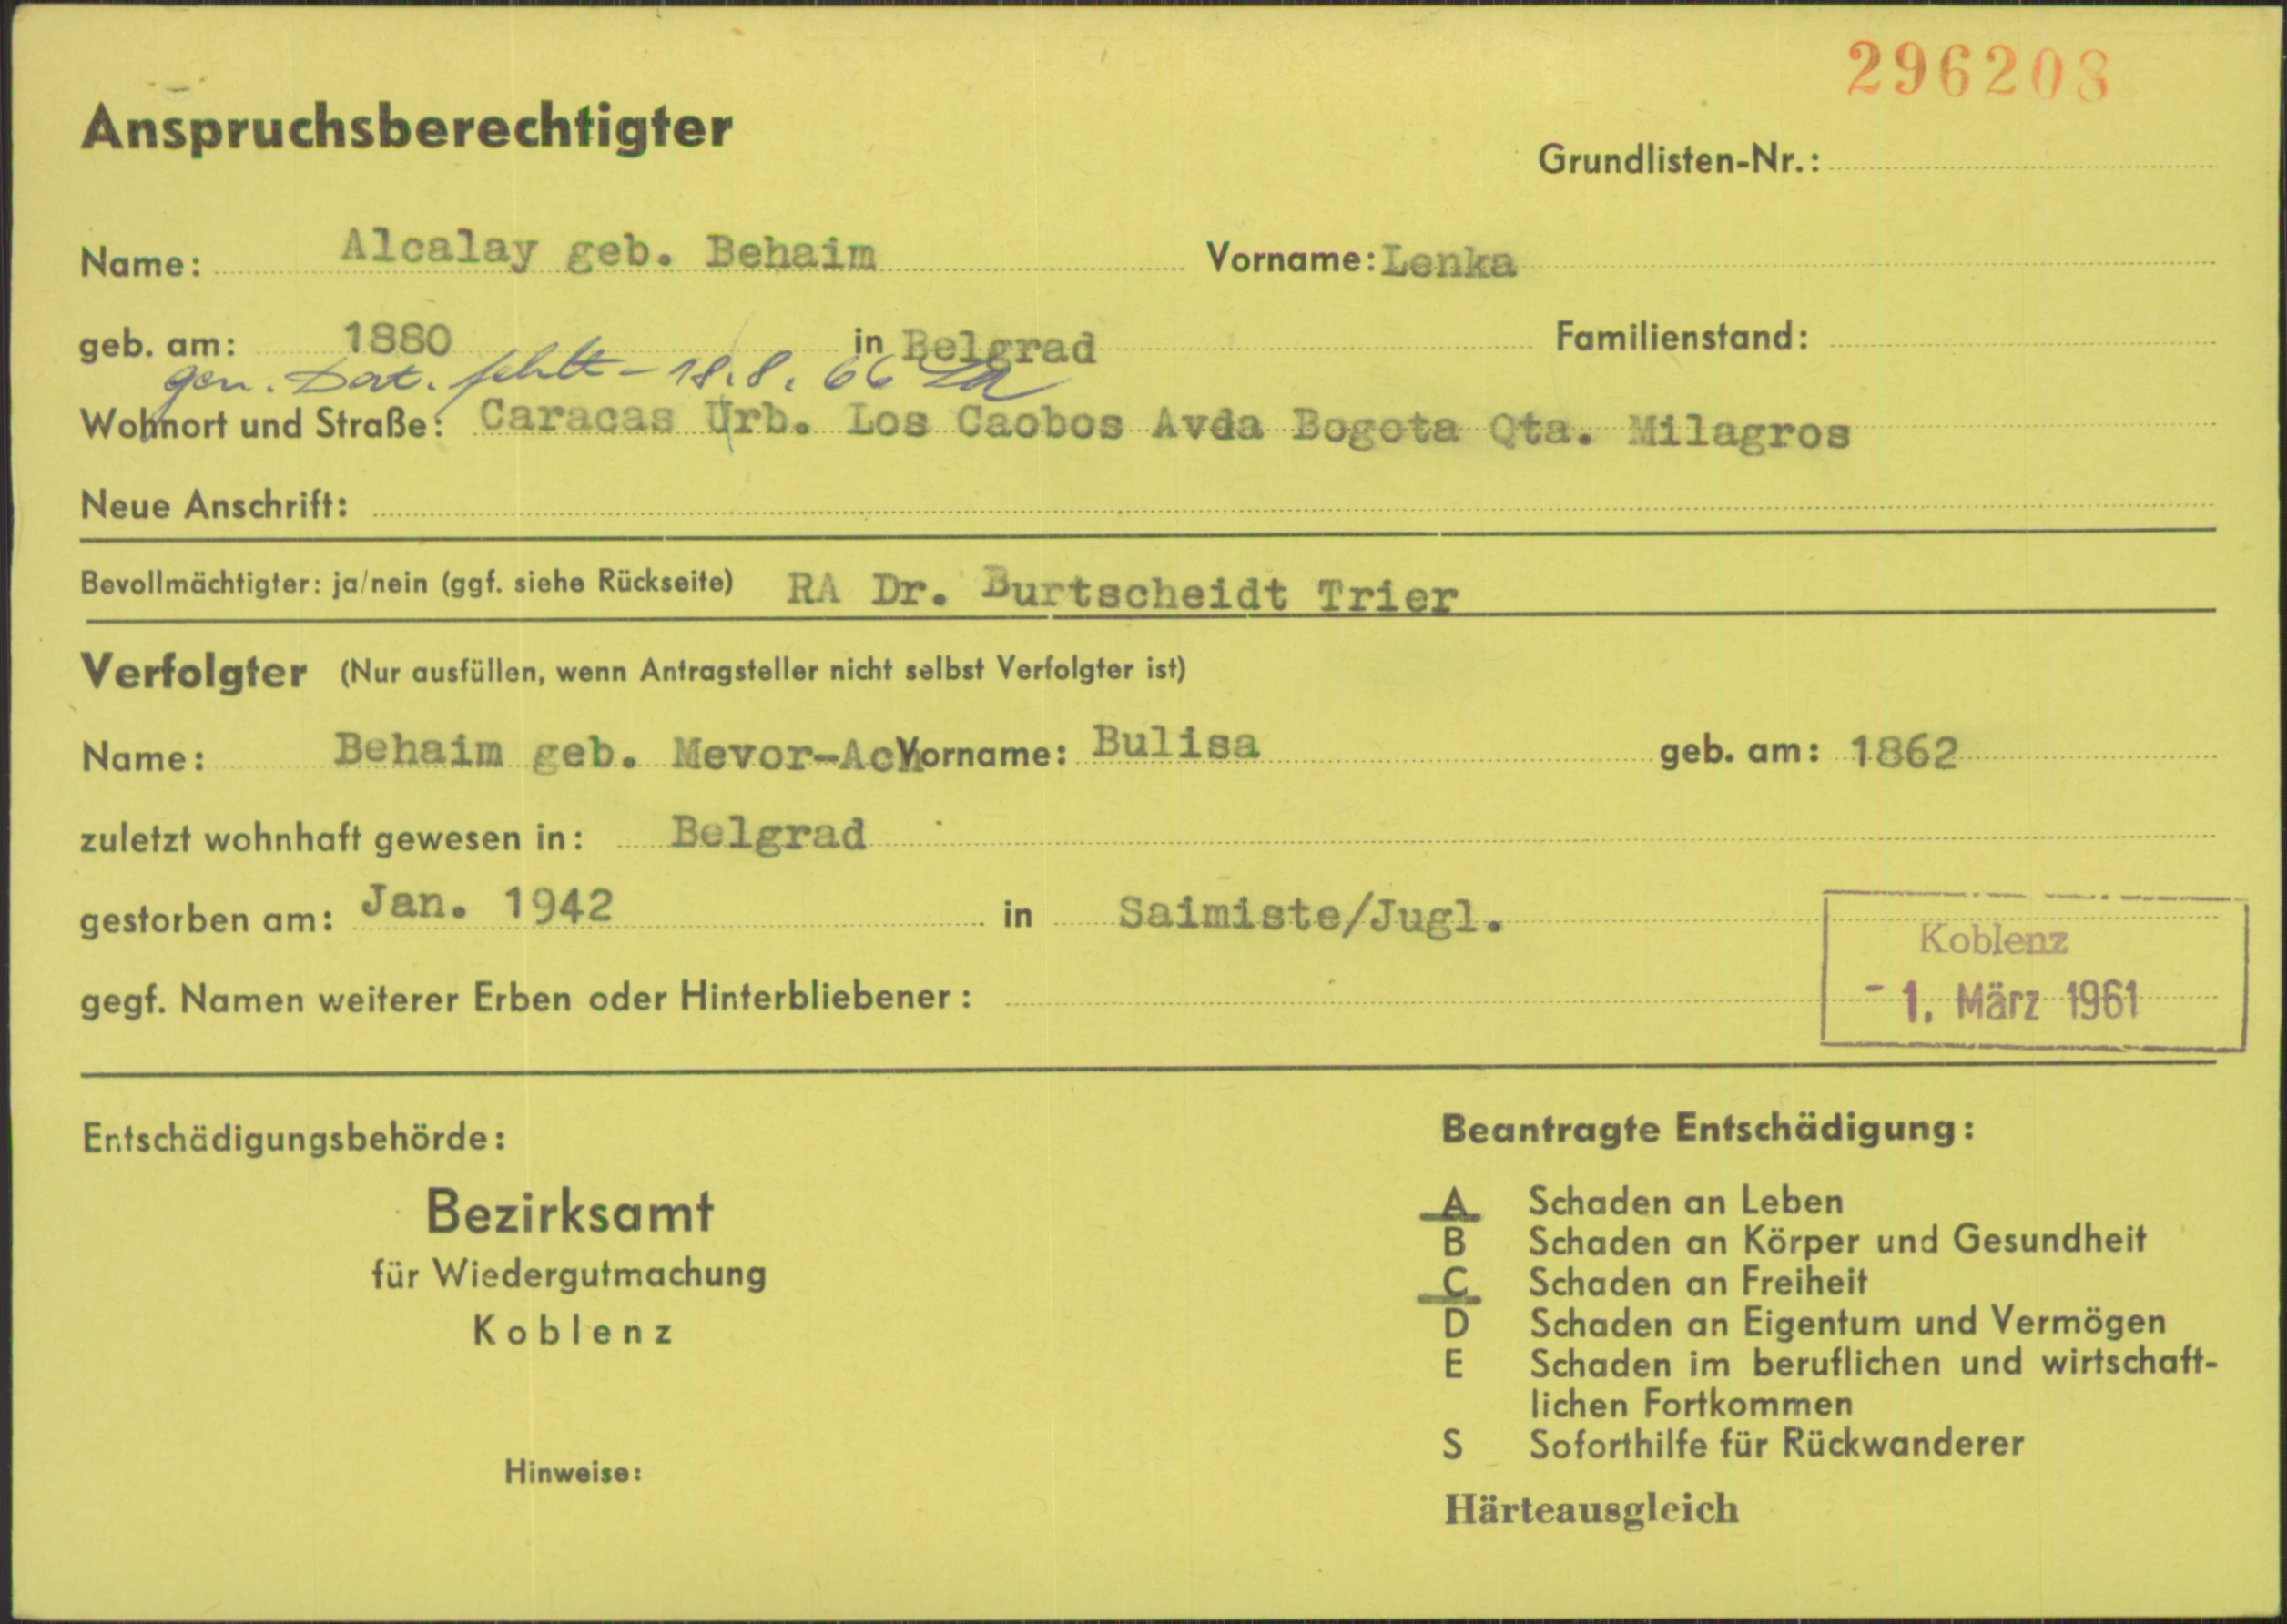 296208
Anspruchsberechtigter
Grundlisten-Nr.:
Name: Alcalay geb. Behaim Vorname: Lenka
geb. am: 1880 in Belgrad Familienstand:
gen. Dat. fehlt - 18.8.66
Wohnort und Straße: Caracas Urb. Los Caobos Avda Bogota Qta. Milagros
Neue Anschrift:
Bevollmächtigter: ja/nein (ggf. siehe Rückseite) RA Dr. Burtscheidt Trier
Verfolgter (Nur ausfüllen, wenn Antragsteller nicht selbst Verfolgter ist)
Name: Behaim geb. Mevor-Ach Vorname: Bulisa geb. am: 1862
zuletzt wohnhaft gewesen in: Belgrad
gestorben am: Jan. 1942 in Saimiste/Jugl.
Koblenz
gegf. Namen weiterer Erben oder Hinterbliebener:
- 1. März 1961
Entschädigungsbehörde:
Bezirksamt
für Wiedergutmachung
Koblenz
Hinweise:
Beantragte Entschädigung:
A Schaden an Leben
B Schaden an Körper und Gesundheit
C Schaden an Freiheit
D Schaden an Eigentum und Vermögen
E Schaden im beruflichen und wirtschaft-
lichen Fortkommen
S Soforthilfe für Rückwanderer
Härteausgleich